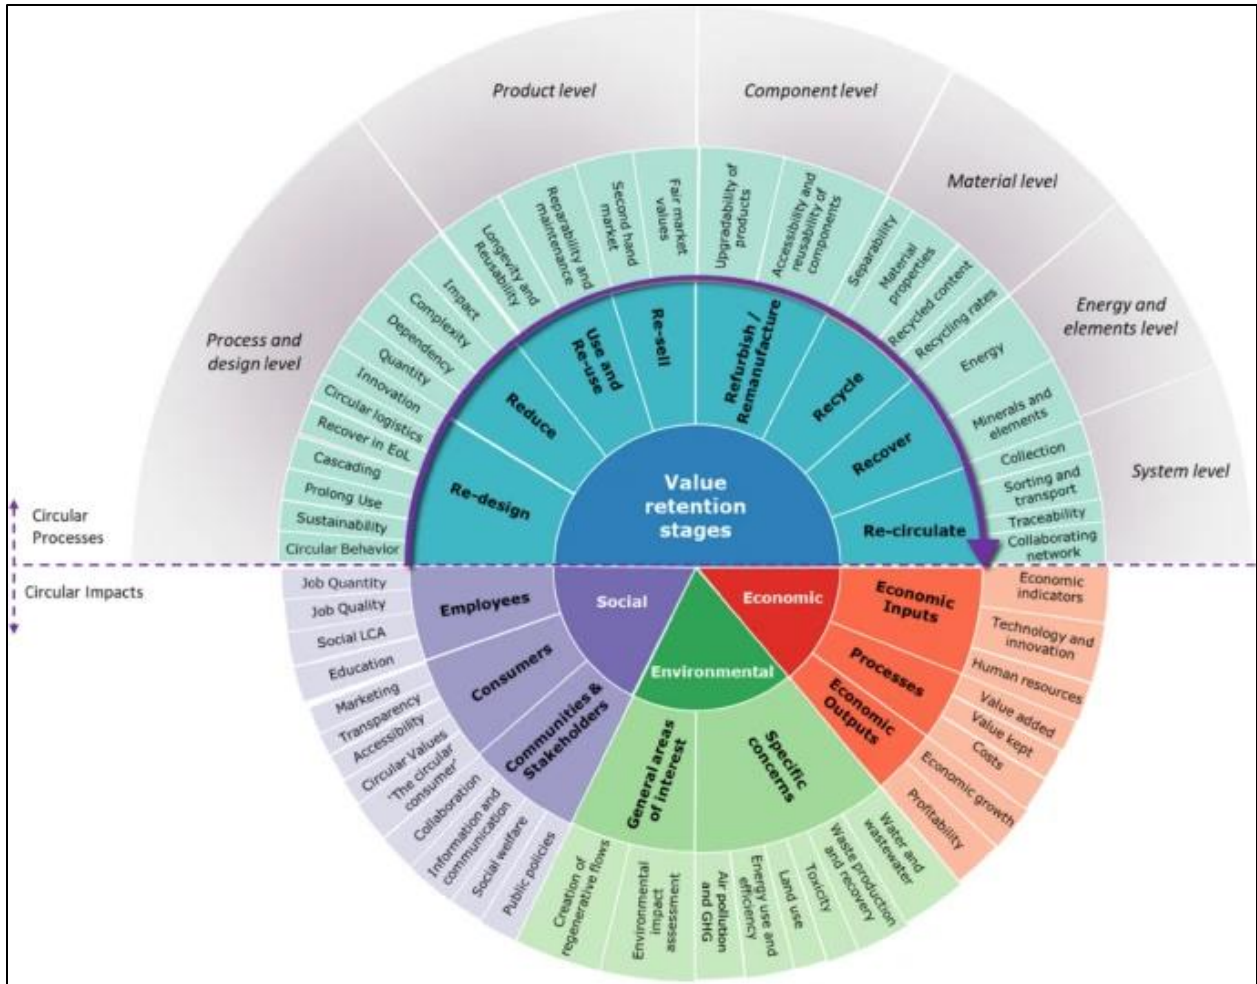 Product level
Component level
Material level
Energy and
elements level
System level
Process and
design level
Circular Behavior
Sustainability
Prolong Use
Cascading
Recover in EoL
Circular logistics
Innovation
Quantity
Dependency
Complexity
Impact
Longevity and
Reusability
Reparability and
maintenance
Second hand
market
Fair market
values
Upgradability of
products
Accessibility and
reusability of
components
Separability
Material
properties
Recycled content
Recycling rates
Energy
Minerals and
elements
Collection
Sorting and
transport
Traceability
Collaborating
network
Re-design
Reduce
Use and
Re-use
Re-sell
Refurbish /
Remanufacture
Recycle
Recover
Re-circulate
Value
retention
stages
Circular
Processes
Circular Impacts
Social
Environmental
Economic
Employees
Consumers
Communities &
Stakeholders
General areas
of interest
Specific
concerns
Economic
Outputs
Processes
Economic
Inputs
Job Quantity
Job Quality
Social LCA
Education
Marketing
Transparency
Accessibility
Circular Values
'The circular
consumer'
Collaboration
Information and
communication
Social welfare
Public policies
Creation of
regenerative flows
Environmental
impact
assessment
Air pollution
and GHG
Energy use and
efficiency
Land use
Toxicity
Waste production
and recovery
Water and
wastewater
Profitability
Economic growth
Costs
Value kept
Value added
Human resources
Technology and
innovation
Economic
indicators